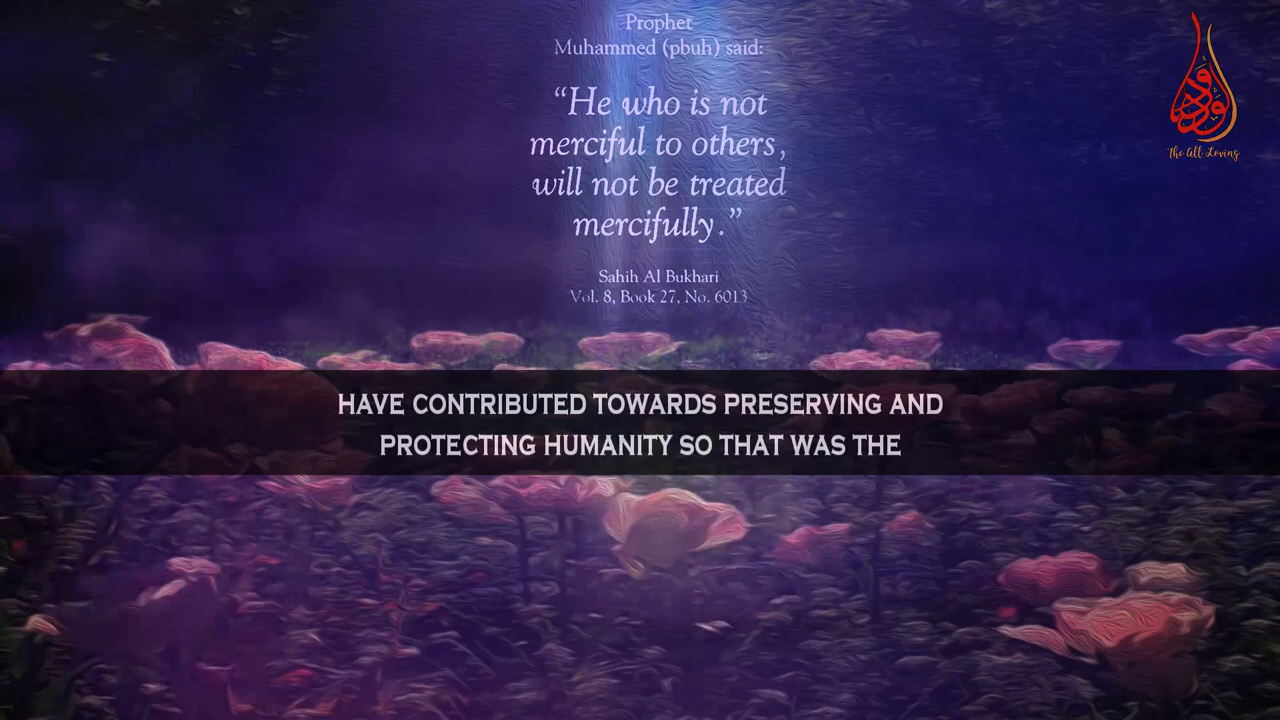 Prophet
Muhammed (pbuh) said:
“He who is not
merciful to others,
will not be treated
mercifully.”
Sahih Al Bukhari
Vol. 8, Book 27, No. 6013
الودود
The All Loving
HAVE CONTRIBUTED TOWARDS PRESERVING AND
PROTECTING HUMANITY SO THAT WAS THE